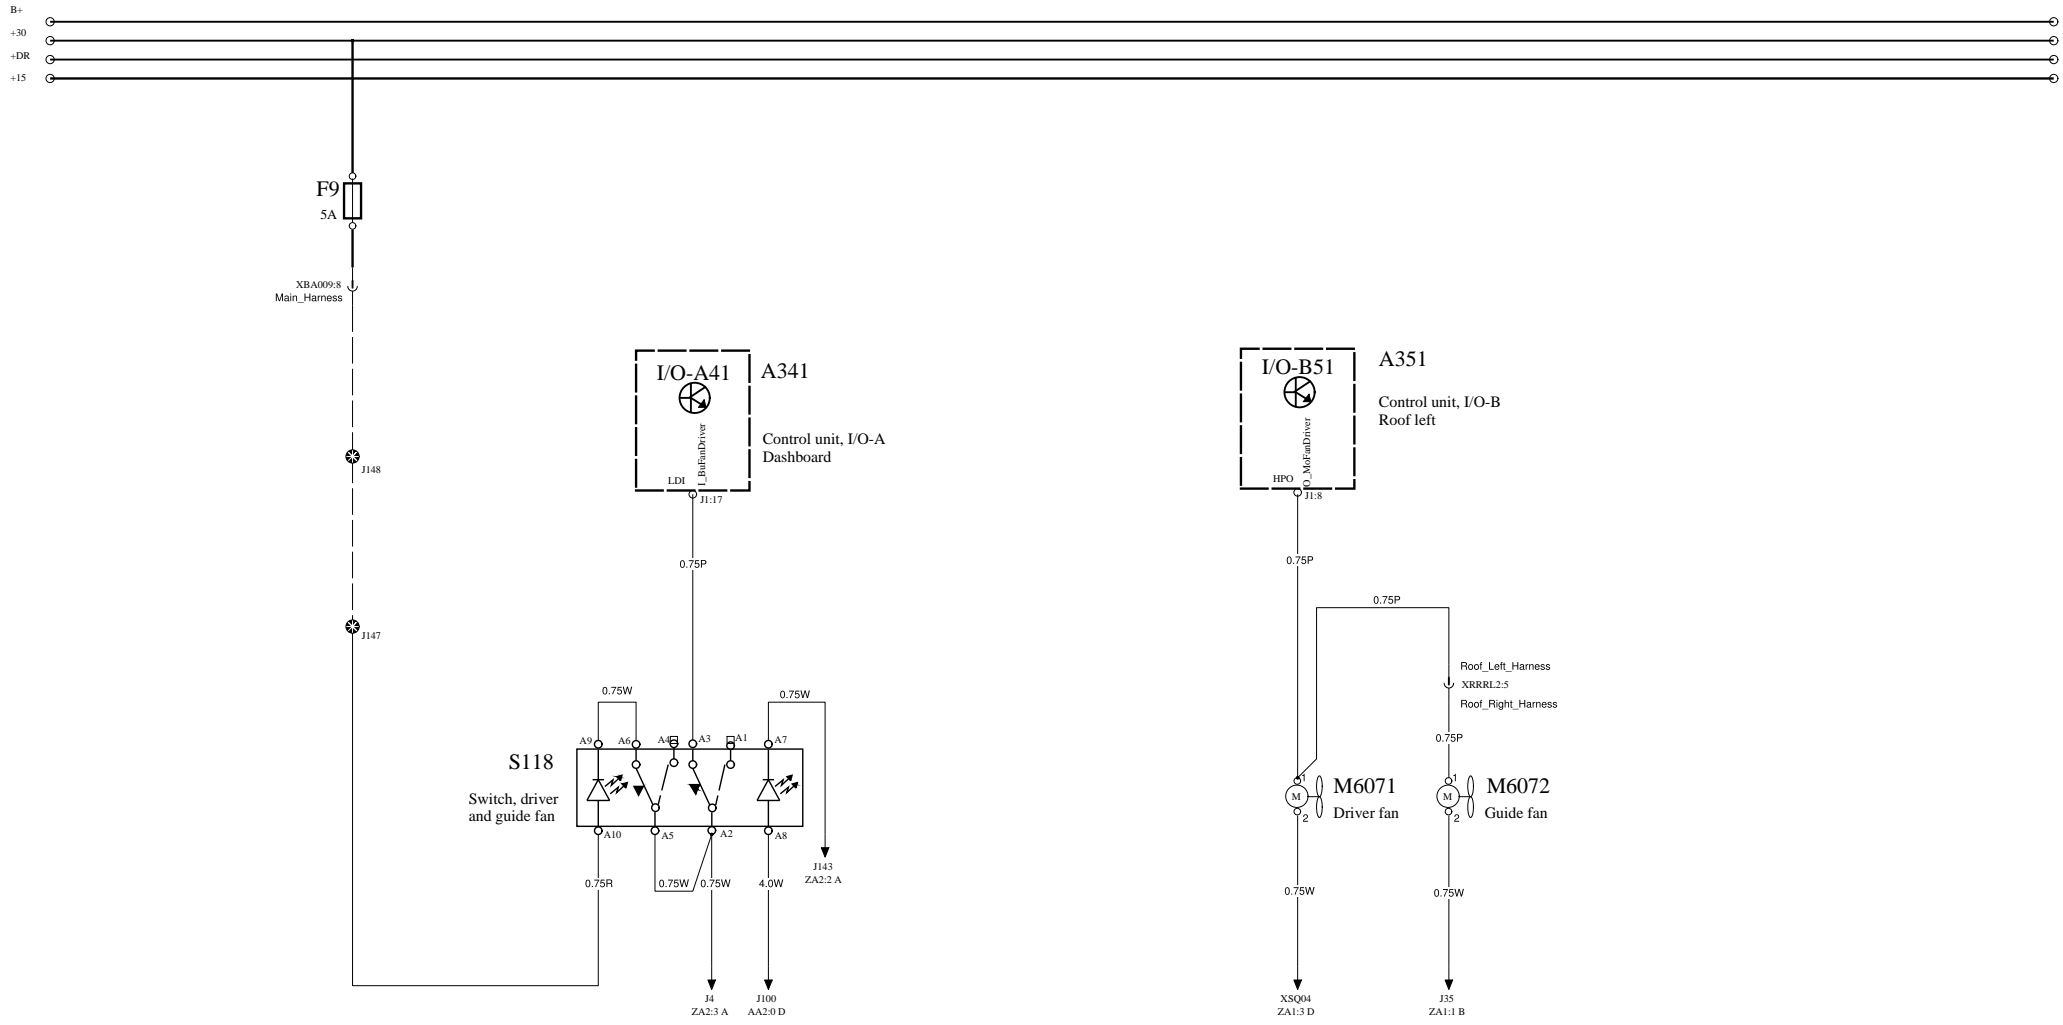 B+
+30
+DR
+15
F9
5A
XBA009:8
Main_Harness
J148
J147
I/O-A41
A341
I_BuFanDriver
Control unit, I/O-A
Dashboard
LDI
J1:17
0.75P
I/O-B51
A351
Control unit, I/O-B
Roof left
O_MoFanDriver
HPO
J1:8
0.75P
0.75P
Roof_Left_Harness
XRRRL2:5
Roof_Right_Harness
0.75P
0.75W
0.75W
A9
A6
A4
A3
A1
A7
S118
Switch, driver
and guide fan
A10
A5
A2
A8
J143
ZA2:2 A
0.75R
0.75W
0.75W
4.0W
J4
ZA2:3 A
J100
AA2:0 D
1
M
M6071
Driver fan
2
1
M
M6072
Guide fan
2
0.75W
0.75W
XSQ04
ZA1:3 D
J35
ZA1:1 B